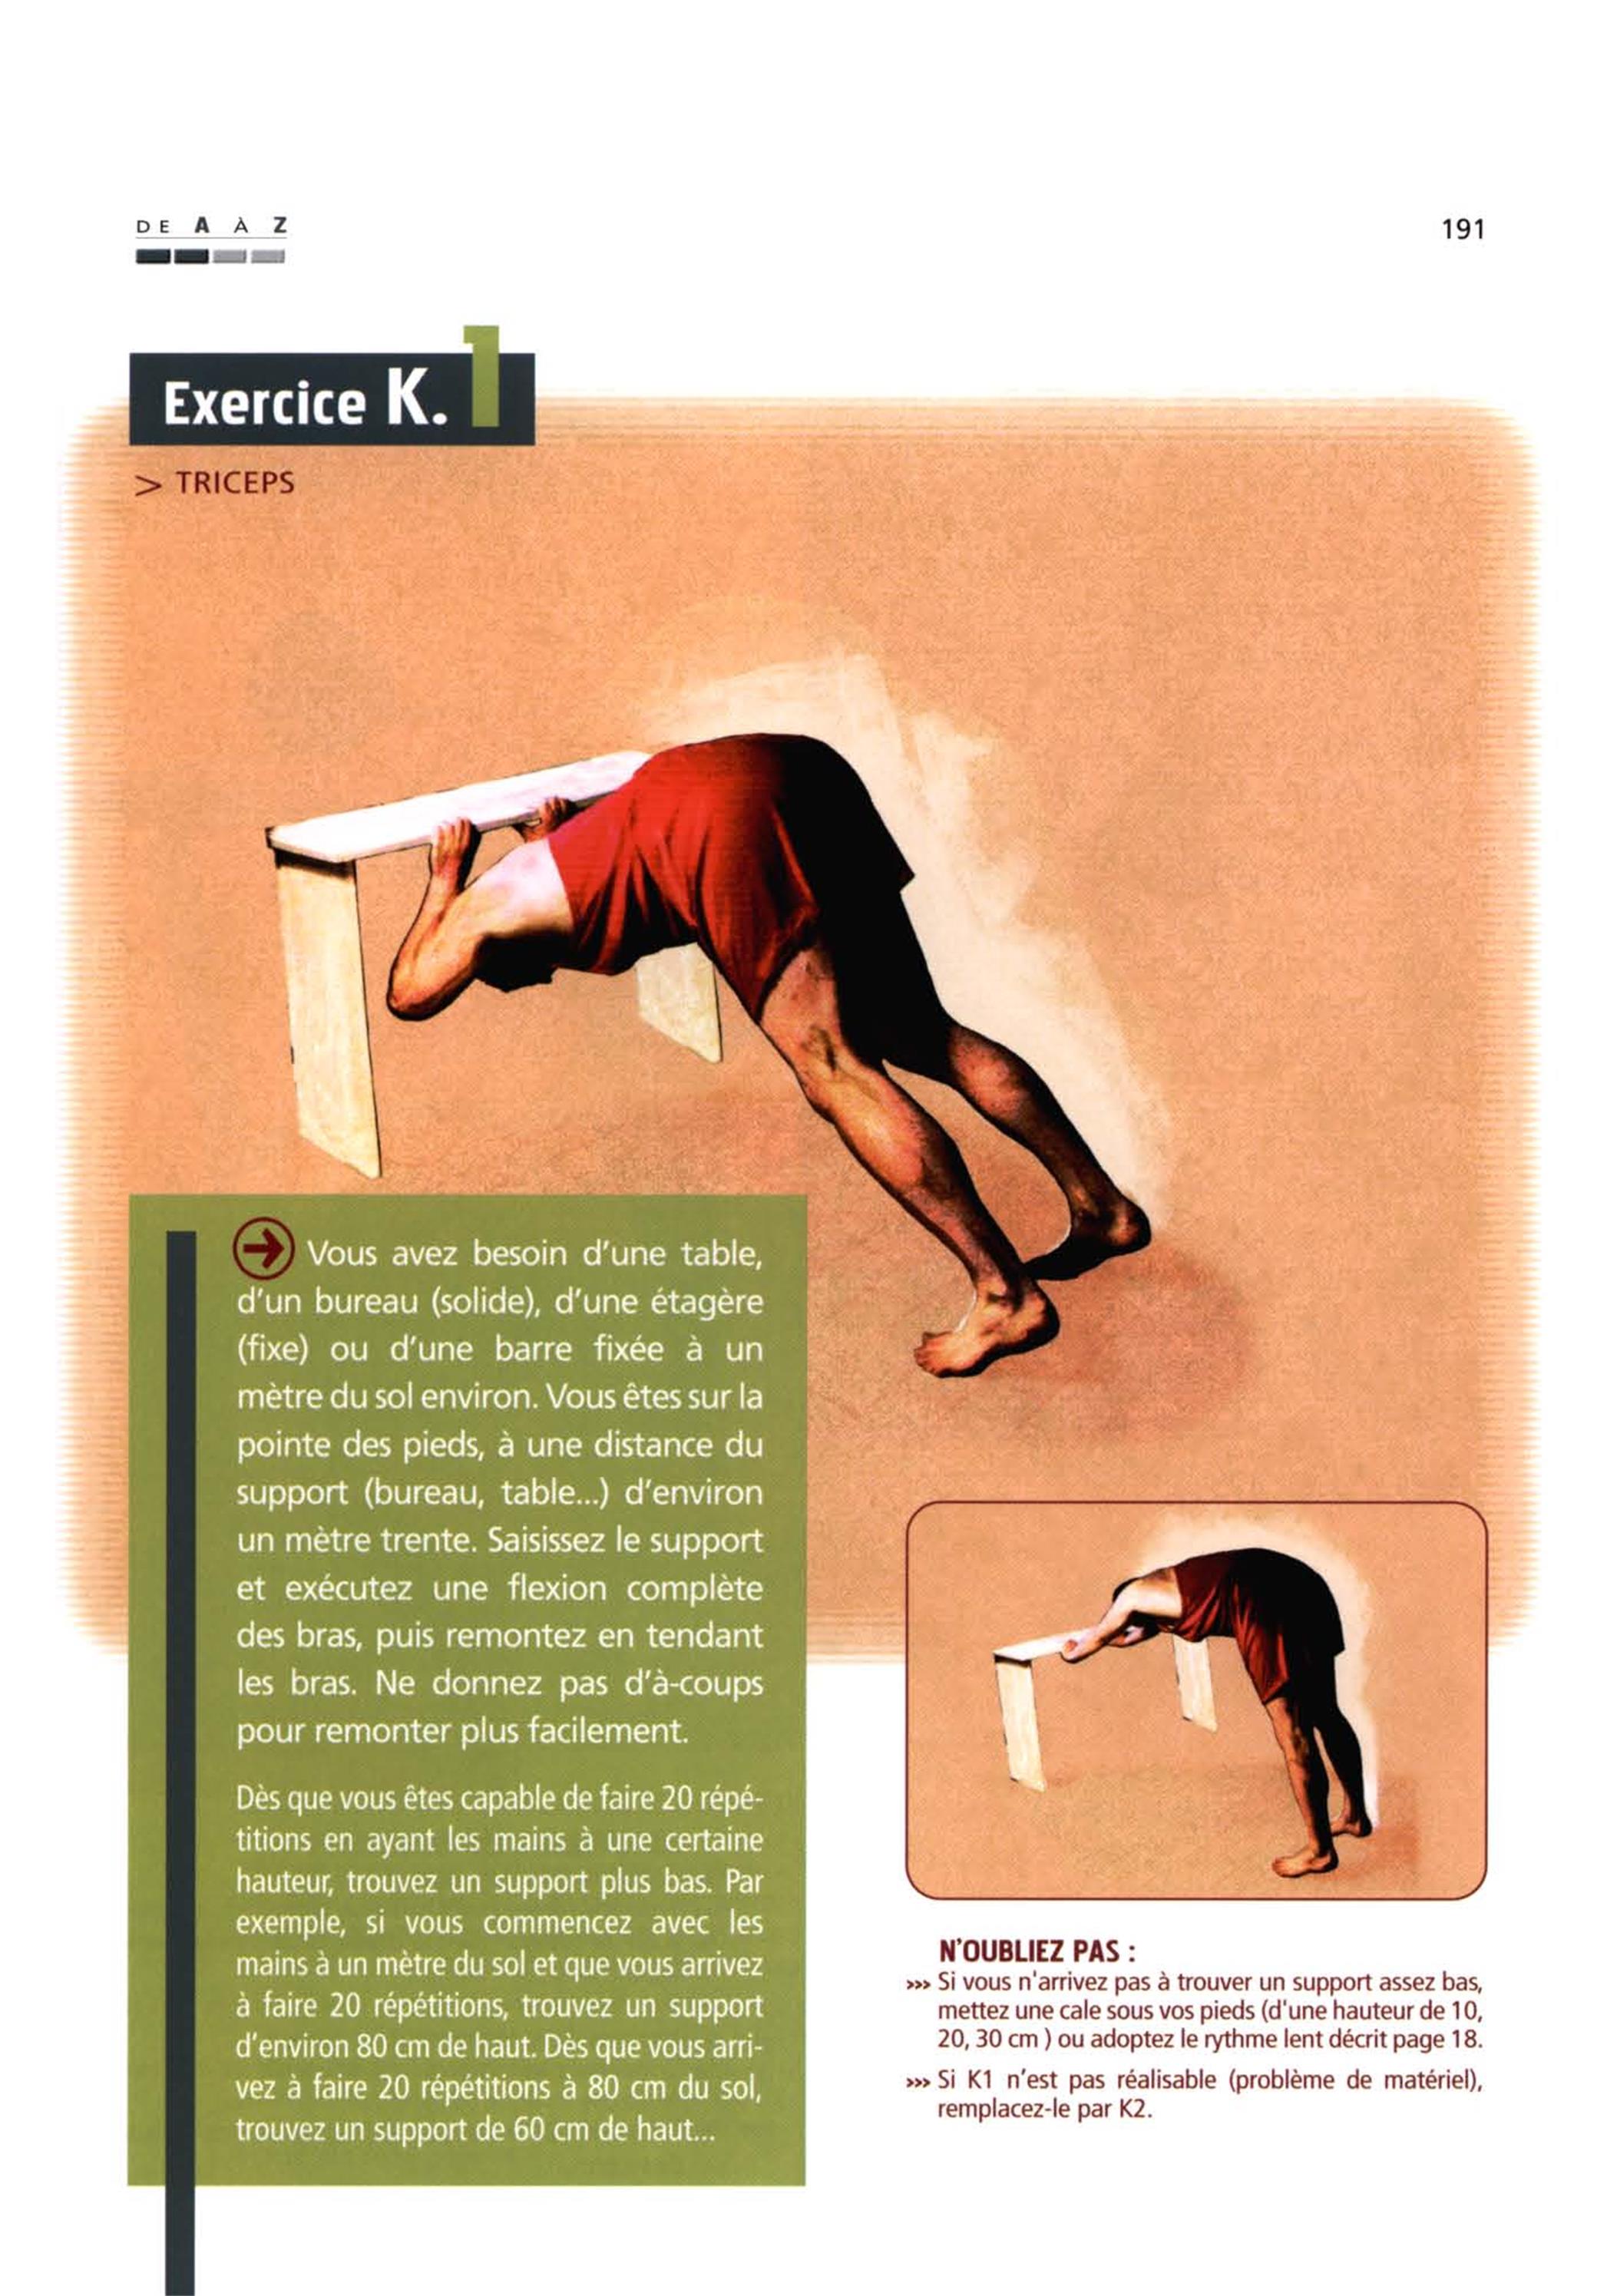 DE A À Z
191
Exercice K.1
> TRICEPS
Vous avez besoin d'une table,
d'un bureau (solide), d'une étagère
(fixe) ou d'une barre fixée à un
mètre du sol environ. Vous êtes sur la
pointe des pieds, à une distance du
support (bureau, table...) d'environ
un mètre trente. Saisissez le support
et exécutez une flexion complète
des bras, puis remontez en tendant
les bras. Ne donnez pas d'à-coups
pour remonter plus facilement.
Dès que vous êtes capable de faire 20 répé-
titions en ayant les mains à une certaine
hauteur, trouvez un support plus bas. Par
exemple, si vous commencez avec les
mains à un mètre du sol et que vous arrivez
à faire 20 répétitions, trouvez un support
d'environ 80 cm de haut. Dès que vous arri-
vez à faire 20 répétitions à 80 cm du sol,
trouvez un support de 60 cm de haut...
N'OUBLIEZ PAS :
»» Si vous n'arrivez pas à trouver un support assez bas,
mettez une cale sous vos pieds (d'une hauteur de 10,
20, 30 cm ) ou adoptez le rythme lent décrit page 18.
»» Si K1 n'est pas réalisable (problème de matériel),
remplacez-le par K2.